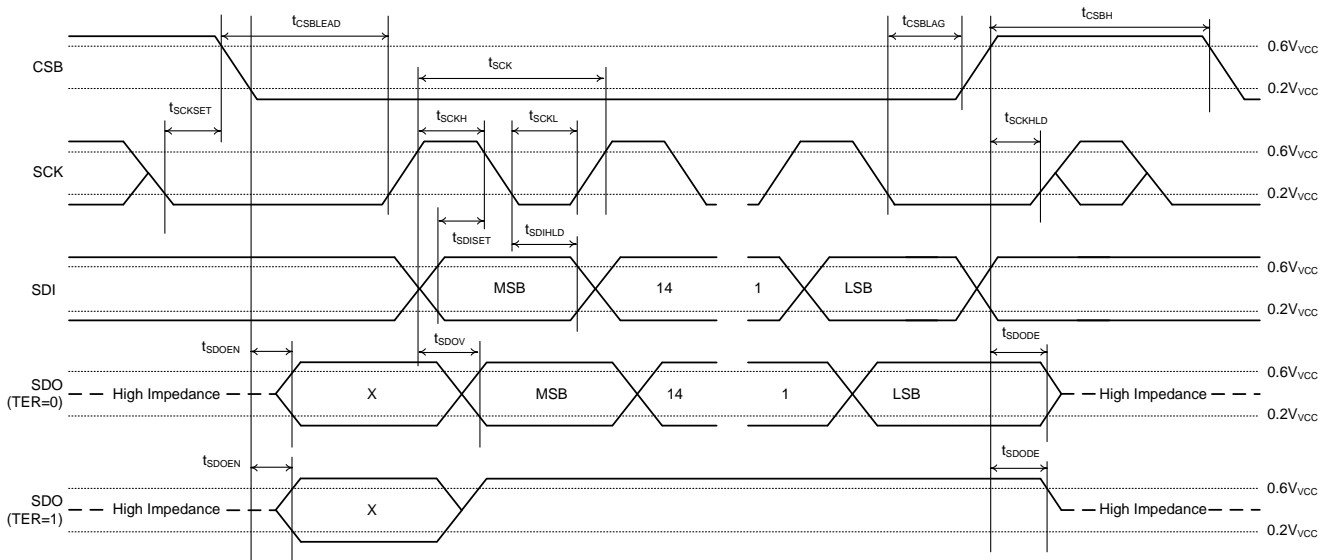 tCSBLEAD
tCSBLAG
tCSBH
CSB
0.6VVCC
0.2VVCC
tSCK
tSCKSET
tSCKH
tSCKL
tSCKHLD
SCK
0.6VVCC
0.2VVCC
tSDISET
tSDIHLD
SDI
MSB
14
1
LSB
0.6VVCC
0.2VVCC
tSDOEN
tSDOV
tSDODE
SDO
(TER=0)
High Impedance
X
MSB
14
1
LSB
High Impedance
0.6VVCC
0.2VVCC
tSDOEN
tSDODE
SDO
(TER=1)
High Impedance
X
High Impedance
0.6VVCC
0.2VVCC